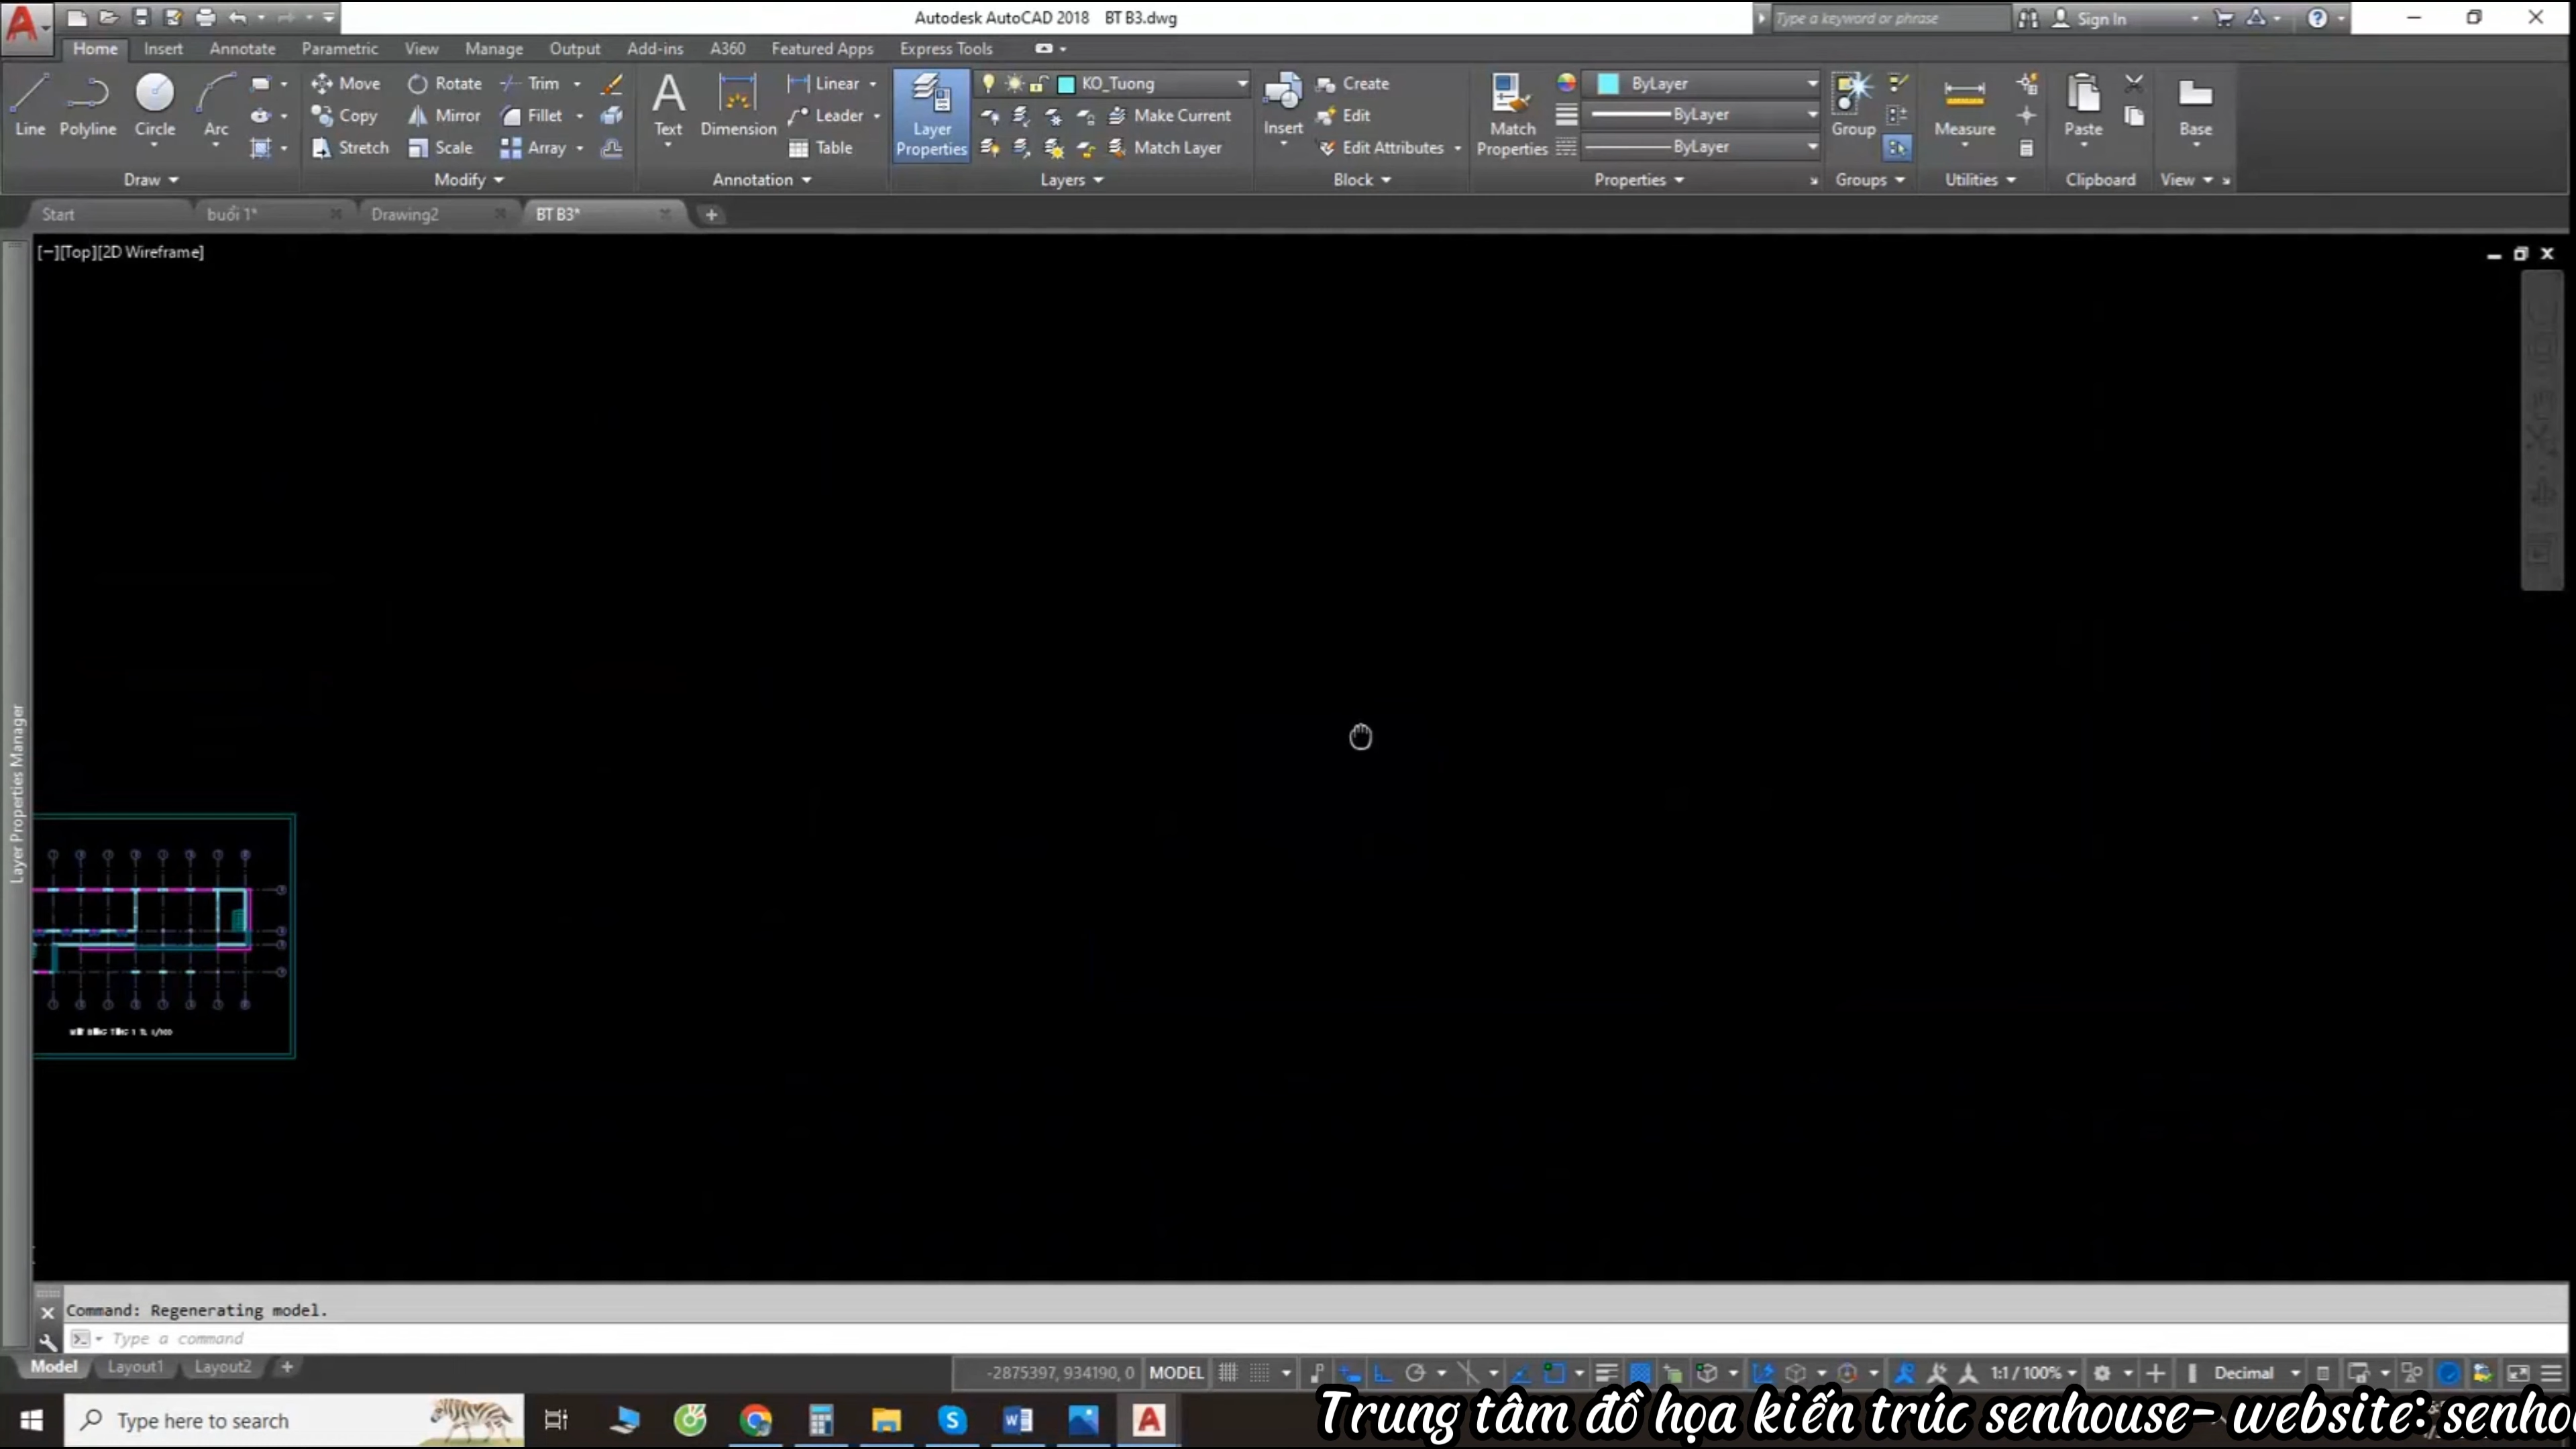 Autodesk AutoCAD 2018 BT B3.dwg
Type a keyword or phrase
Sign In
Home Insert Annotate Parametric View Manage Output Add-ins A360 Featured Apps Express Tools
Line Polyline Circle Arc
Move Rotate Trim
Copy Mirror Fillet
Stretch Scale Array
Text Dimension
Linear
Leader
Table
Layer Properties
KO_Tuong
Make Current
Match Layer
Insert
Create
Edit
Edit Attributes
Match Properties
ByLayer
ByLayer
ByLayer
Group Measure Paste Base
Draw Modify Annotation Layers Block Properties Groups Utilities Clipboard View
Start buổi 1* Drawing2 BT B3*
[−][Top][2D Wireframe]
Layer Properties Manager
Command: Regenerating model.
Type a command
Model Layout1 Layout2
-2875397, 934190, 0 MODEL 1:1 / 100% Decimal
Type here to search
Trung tâm đồ họa kiến trúc senhouse- website: senho